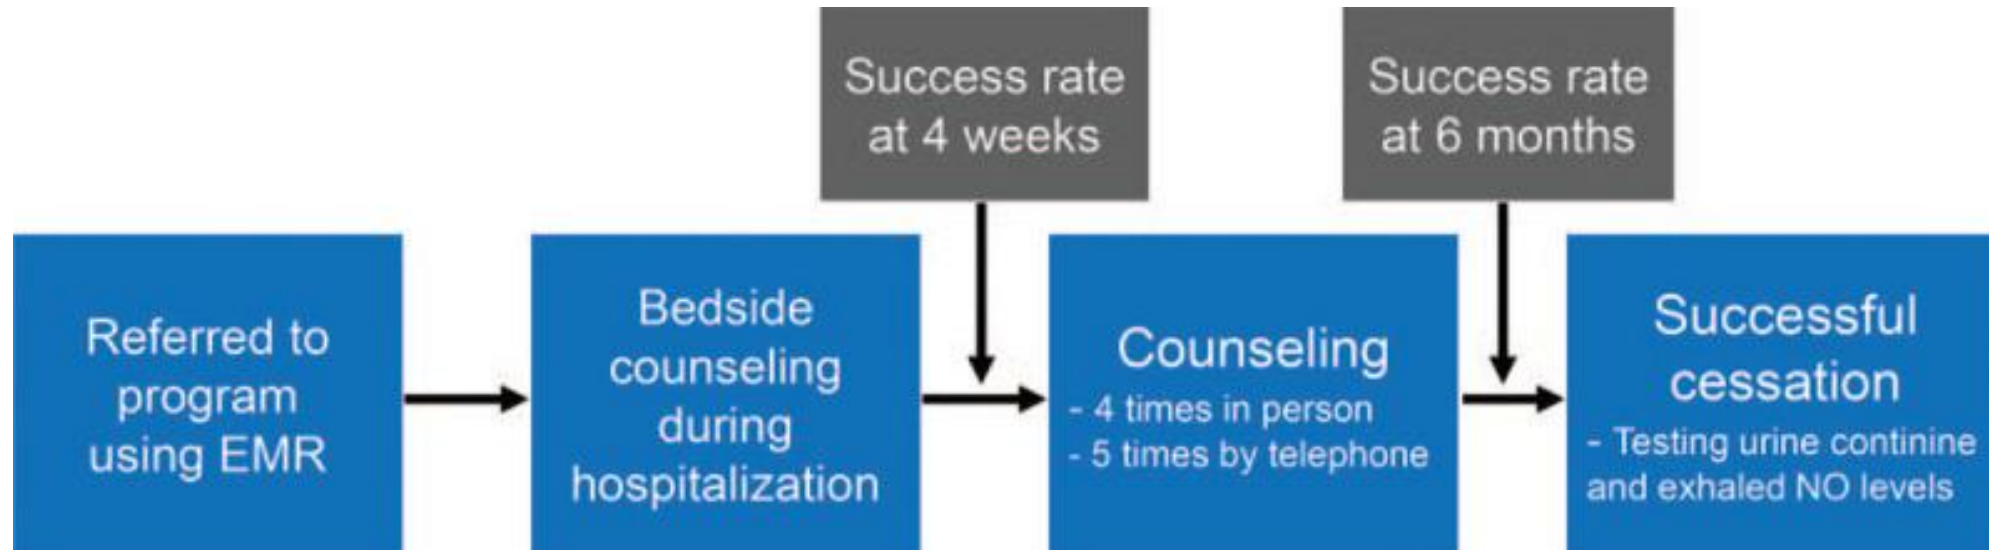 Success rate
at 4 weeks
Success rate
at 6 months
Referred to
program
using EMR
Bedside
counseling
during
hospitalization
Counseling
- 4 times in person
- 5 times by telephone
Successful
cessation
- Testing urine continine
and exhaled NO levels